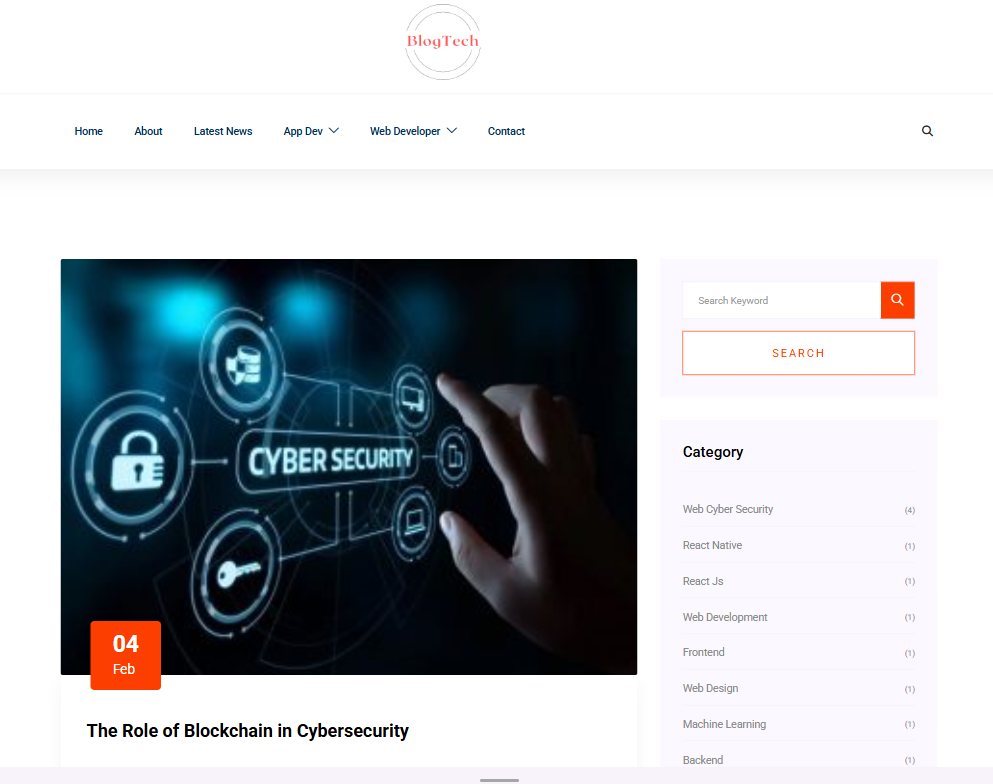 BlogTech
Home About Latest News App Dev Web Developer Contact
CYBER SECURITY
04
Feb
The Role of Blockchain in Cybersecurity
Search Keyword
SEARCH
Category
Web Cyber Security (4)
React Native (1)
React Js (1)
Web Development (1)
Frontend (1)
Web Design (1)
Machine Learning (1)
Backend (1)